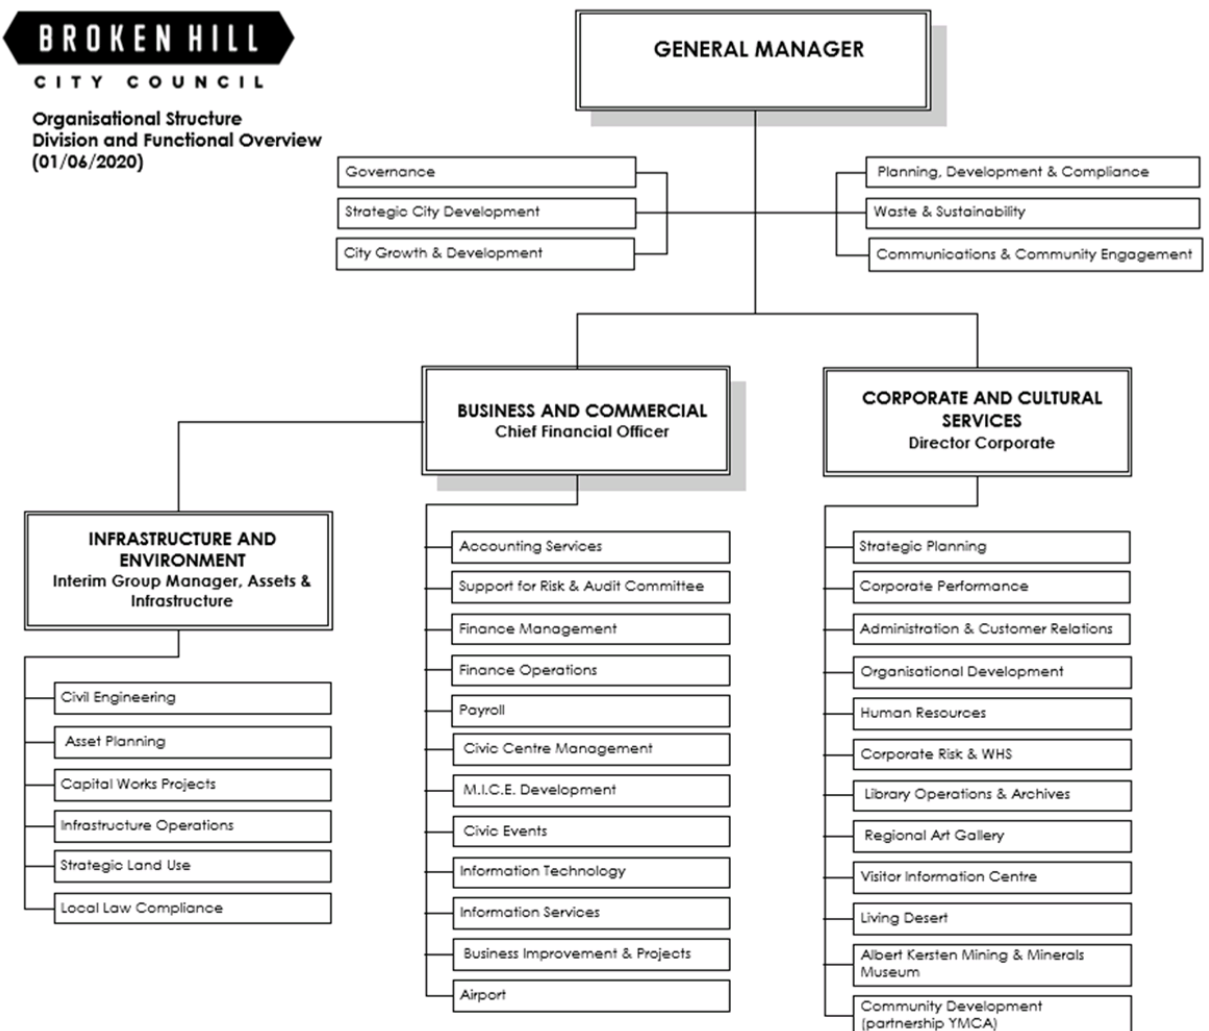 BROKEN HILL
CITY COUNCIL
Organisational Structure
Division and Functional Overview
(01/06/2020)
GENERAL MANAGER
Governance
Strategic City Development
City Growth & Development
Planning, Development & Compliance
Waste & Sustainability
Communications & Community Engagement
BUSINESS AND COMMERCIAL
Chief Financial Officer
CORPORATE AND CULTURAL
SERVICES
Director Corporate
INFRASTRUCTURE AND
ENVIRONMENT
Interim Group Manager, Assets &
Infrastructure
Civil Engineering
Asset Planning
Capital Works Projects
Infrastructure Operations
Strategic Land Use
Local Law Compliance
Accounting Services
Support for Risk & Audit Committee
Finance Management
Finance Operations
Payroll
Civic Centre Management
M.I.C.E. Development
Civic Events
Information Technology
Information Services
Business Improvement & Projects
Airport
Strategic Planning
Corporate Performance
Administration & Customer Relations
Organisational Development
Human Resources
Corporate Risk & WHS
Library Operations & Archives
Regional Art Gallery
Visitor Information Centre
Living Desert
Albert Kersten Mining & Minerals
Museum
Community Development
(partnership YMCA)